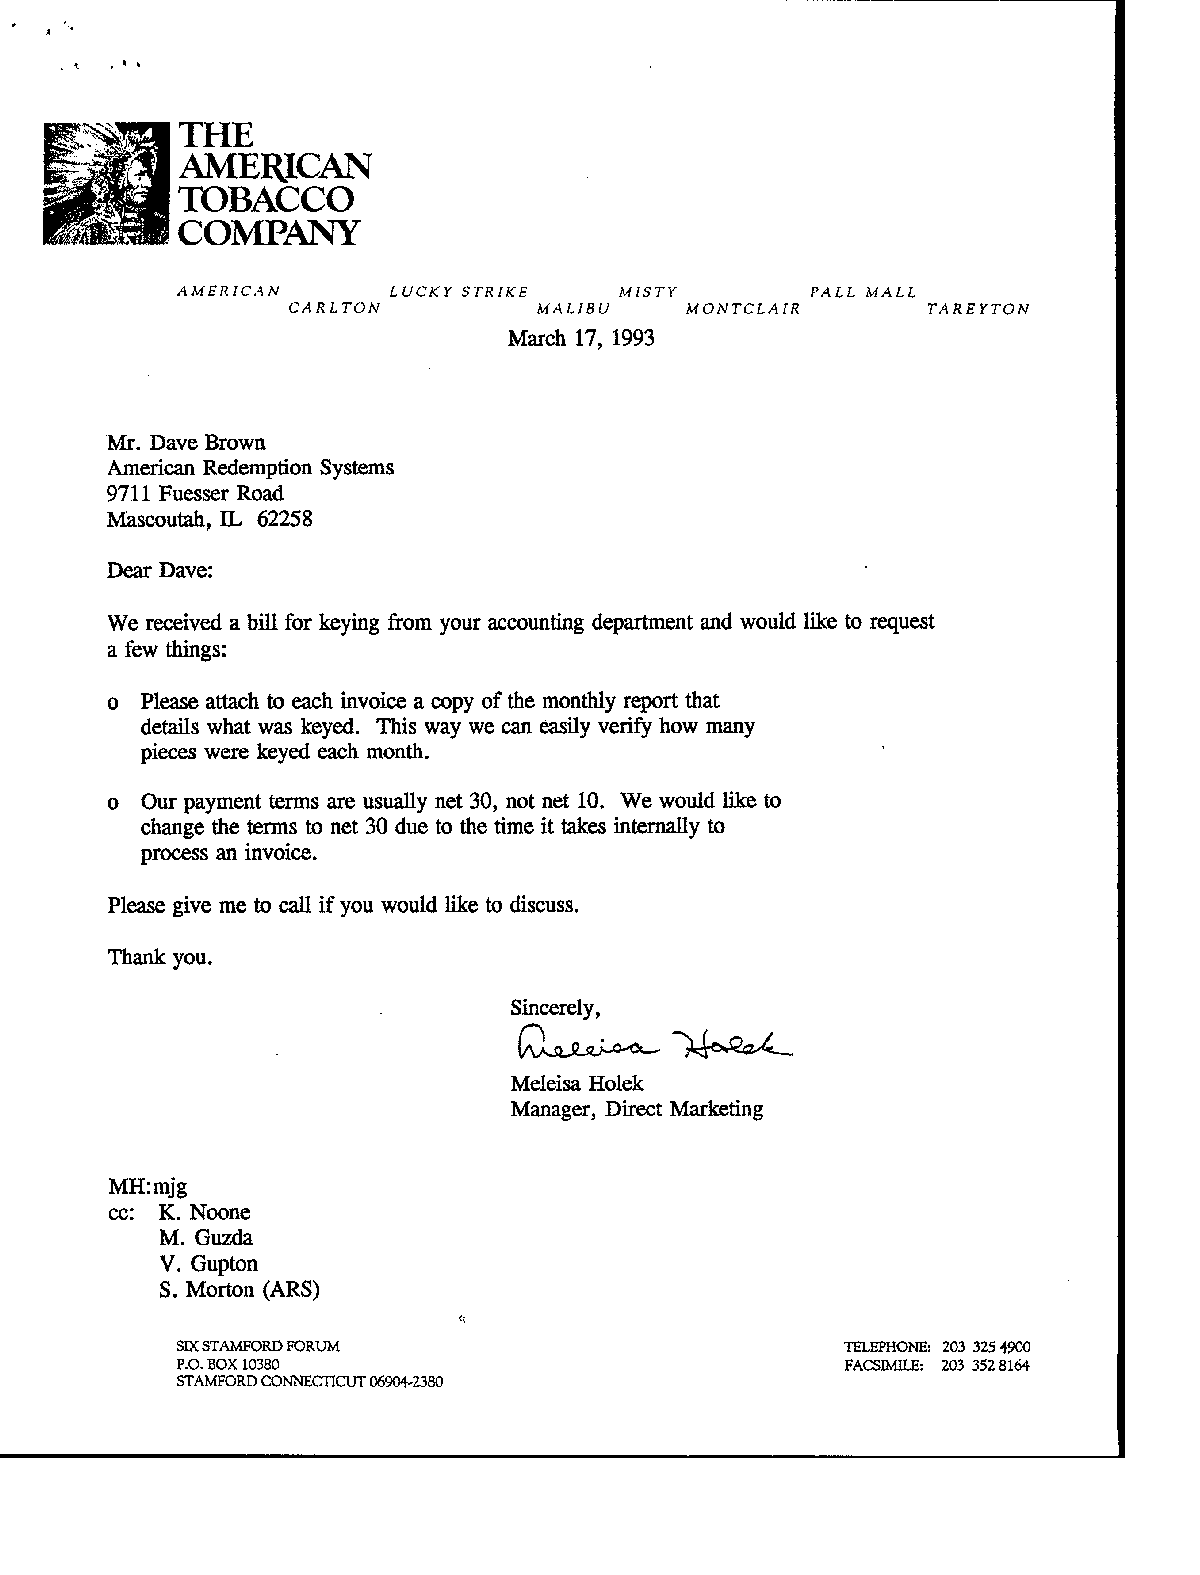 THE
AMERICAN
TOBACCO
COMPANY
AMERICAN LUCKY STRIKE MISTY PALL MALL
CARLTON MALIBU MONTCLAIR TAREYTON
March 17, 1993
Mr. Dave Brown
American Redemption Systems
9711 Fuesser Road
Mascoutah, IL 62258
Dear Dave:
We received a bill for keying from your accounting department and would like to request
a few things:
o Please attach to each invoice a copy of the monthly report that
details what was keyed. This way we can easily verify how many
pieces were keyed each month.
o Our payment terms are usually net 30, not net 10. We would like to
change the terms to net 30 due to the time it takes internally to
process an invoice.
Please give me to call if you would like to discuss.
Thank you.
Sincerely,
Meleisa Holek
Meleisa Holek
Manager, Direct Marketing
MH:mjg
cc: K. Noone
M. Guzda
V. Gupton
S. Morton (ARS)
SIX STAMFORD FORUM TELEPHONE: 203 325 4900
P.O. BOX 10380 FACSIMILE: 203 352 8164
STAMFORD CONNECTICUT 06904-2380